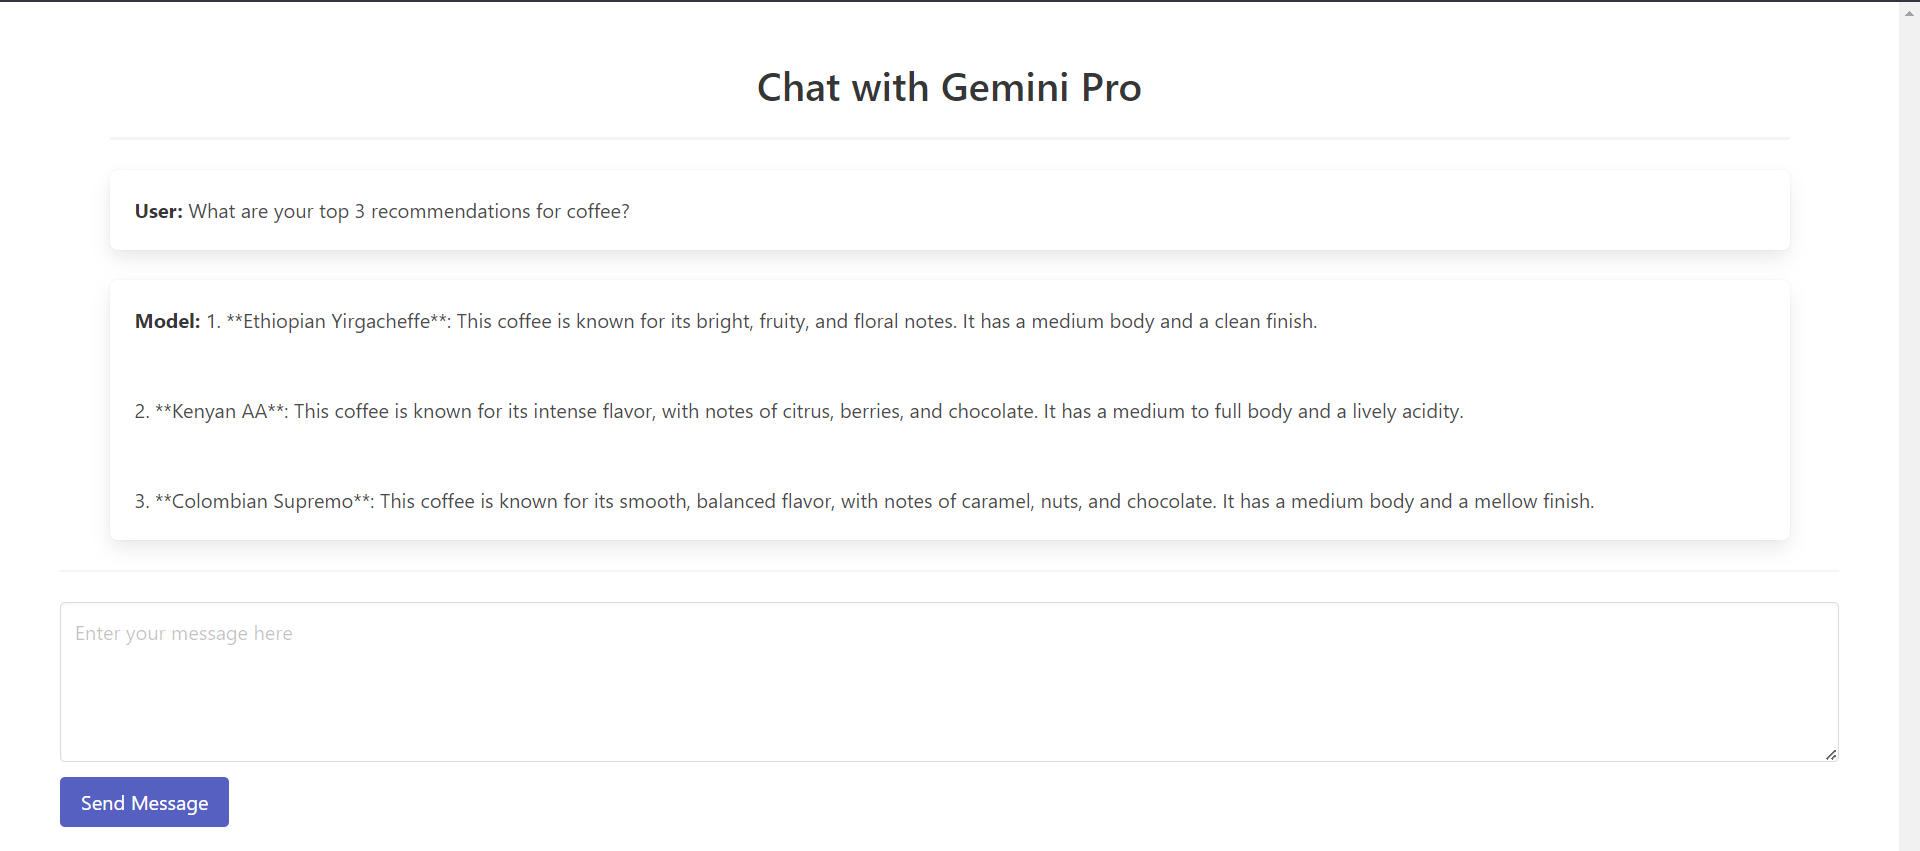 Chat with Gemini Pro
User: What are your top 3 recommendations for coffee?
Model: 1. **Ethiopian Yirgacheffe**: This coffee is known for its bright, fruity, and floral notes. It has a medium body and a clean finish.
2. **Kenyan AA**: This coffee is known for its intense flavor, with notes of citrus, berries, and chocolate. It has a medium to full body and a lively acidity.
3. **Colombian Supremo**: This coffee is known for its smooth, balanced flavor, with notes of caramel, nuts, and chocolate. It has a medium body and a mellow finish.
Enter your message here
Send Message